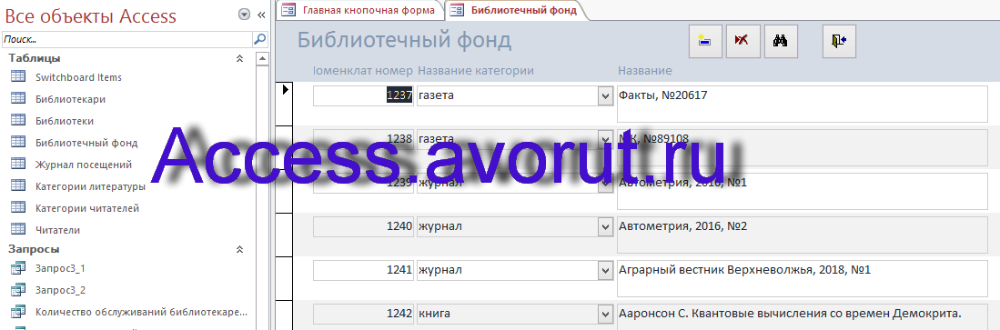 Все объекты Access
Поиск...
Таблицы
Switchboard Items
Библиотекари
Библиотеки
Библиотечный фонд
Журнал посещений
Категории литературы
Категории читателей
Читатели
Запросы
Запрос3_1
Запрос3_2
Количество обслуживаний библиотекаре...
Главная кнопочная форма
Библиотечный фонд
Библиотечный фонд
Номенклат номер Название категории Название
1237 газета Факты, №20617
1238 газета МК, №89108
Access.avorut.ru
1239 журнал Автометрия, 2016, №1
1240 журнал Автометрия, 2016, №2
1241 журнал Аграрный вестник Верхневолжья, 2018, №1
1242 книга Ааронсон С. Квантовые вычисления со времен Демокрита.